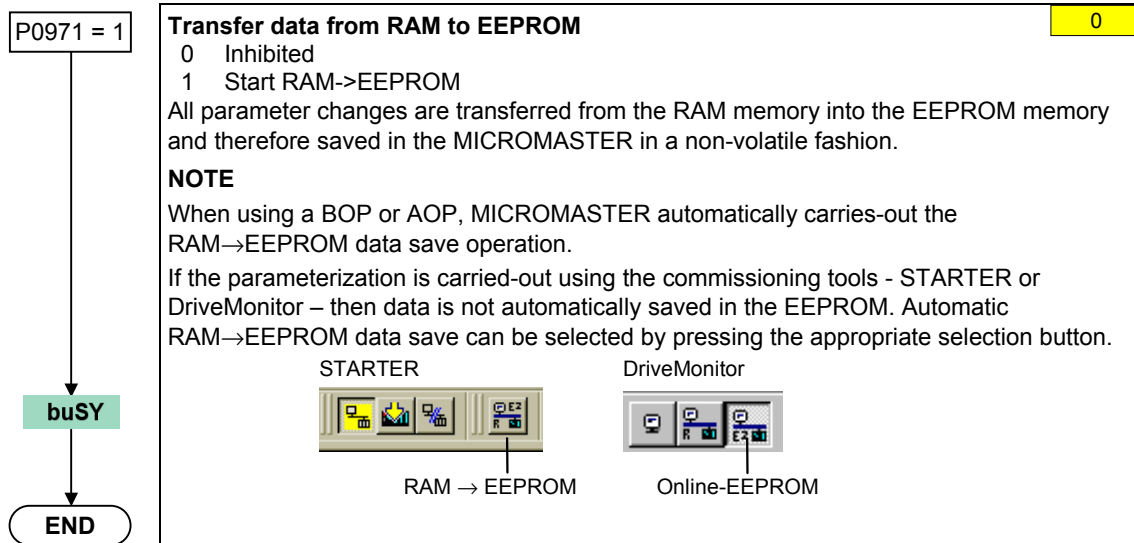 P0971 = 1
Transfer data from RAM to EEPROM
0
0 Inhibited
1 Start RAM->EEPROM
All parameter changes are transferred from the RAM memory into the EEPROM memory
and therefore saved in the MICROMASTER in a non-volatile fashion.
NOTE
When using a BOP or AOP, MICROMASTER automatically carries-out the
RAM→EEPROM data save operation.
If the parameterization is carried-out using the commissioning tools - STARTER or
DriveMonitor – then data is not automatically saved in the EEPROM. Automatic
RAM→EEPROM data save can be selected by pressing the appropriate selection button.
STARTER
DriveMonitor
buSY
E2
R
R
E2
RAM → EEPROM
Online-EEPROM
END